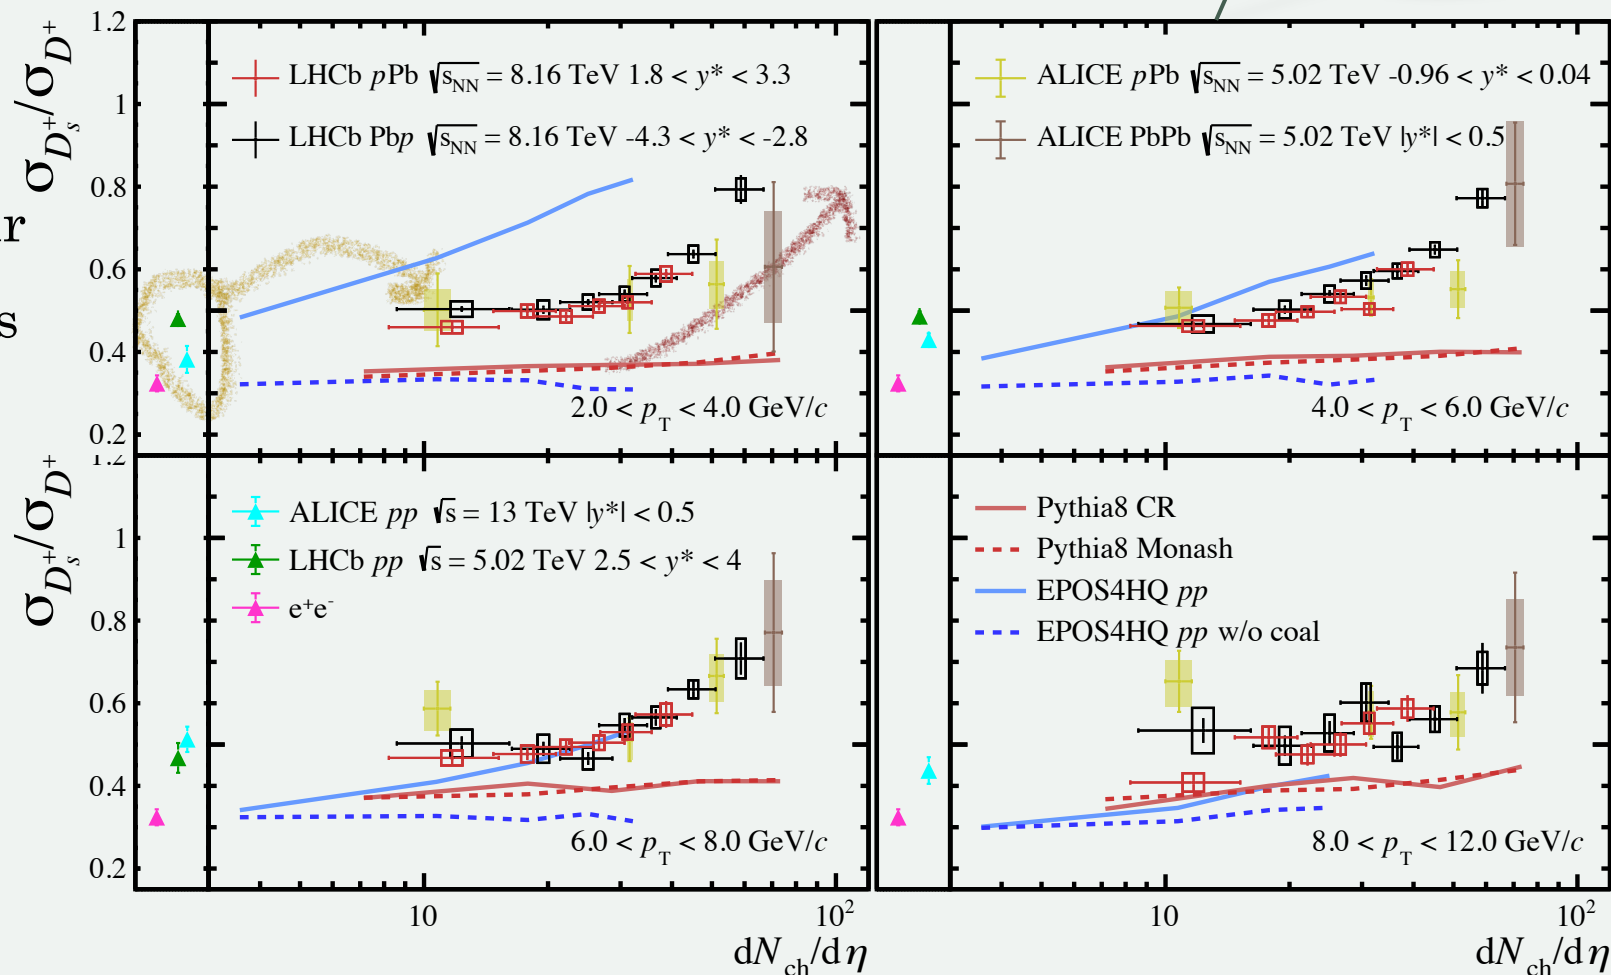 1.2
1
0.8
0.6
0.4
0.2
σ_{D_s^+}/σ_{D^+}
s
LHCb pPb √s_NN = 8.16 TeV 1.8 < y* < 3.3
LHCb Pbp √s_NN = 8.16 TeV -4.3 < y* < -2.8
2.0 < p_T < 4.0 GeV/c
ALICE pPb √s_NN = 5.02 TeV -0.96 < y* < 0.04
ALICE PbPb √s_NN = 5.02 TeV |y*| < 0.5
4.0 < p_T < 6.0 GeV/c
1.2
1
0.8
0.6
0.4
0.2
σ_{D_s^+}/σ_{D^+}
ALICE pp √s = 13 TeV |y*| < 0.5
LHCb pp √s = 5.02 TeV 2.5 < y* < 4
e⁺e⁻
6.0 < p_T < 8.0 GeV/c
Pythia8 CR
Pythia8 Monash
EPOS4HQ pp
EPOS4HQ pp w/o coal
8.0 < p_T < 12.0 GeV/c
10 10²
10 10²
dN_ch/dη
dN_ch/dη